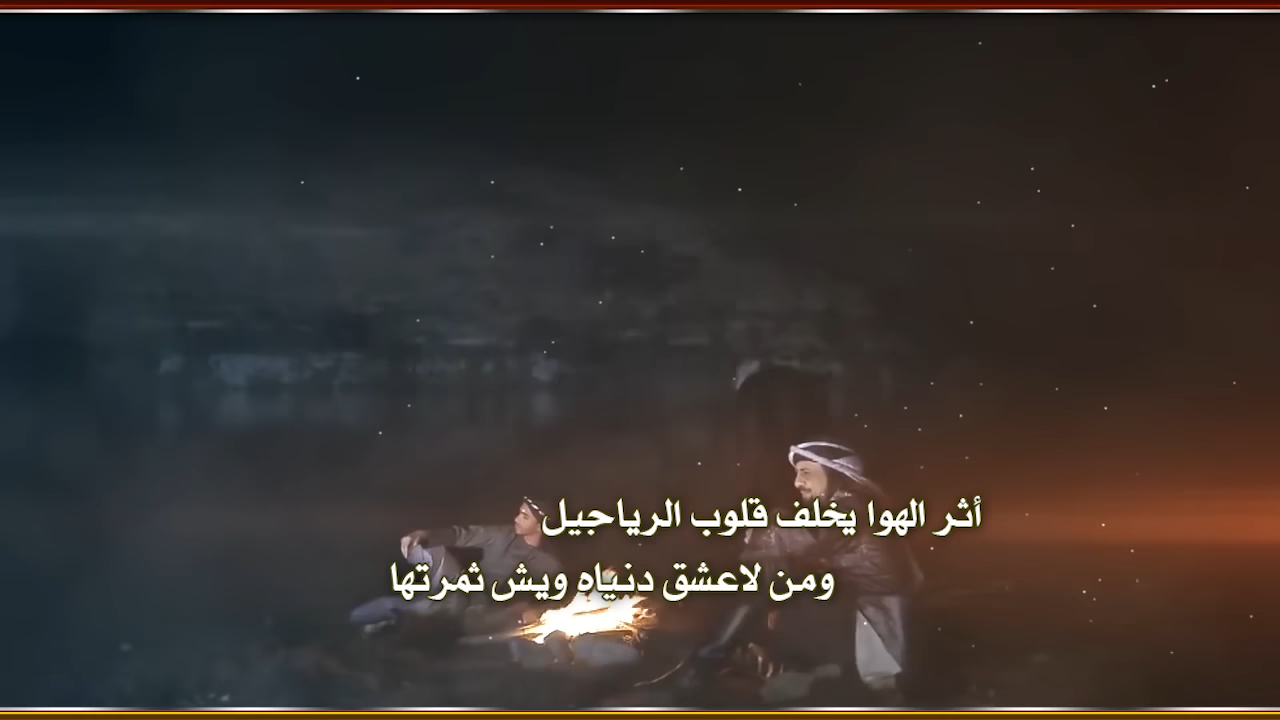 أثر الهوا يخلف قلوب الرياجيل
ومن لاعشق دنياه ويش ثمرتها